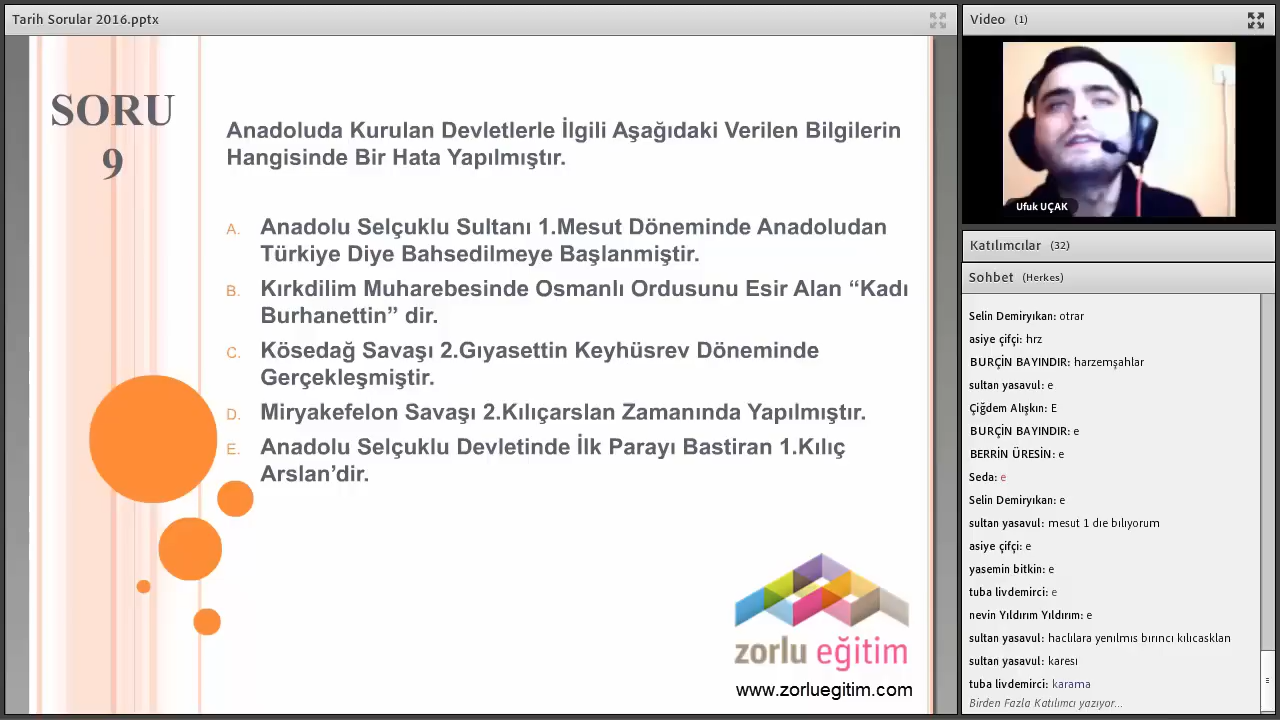 Tarih Sorular 2016.pptx
SORU
9
Anadoluda Kurulan Devletlerle İlgili Aşağıdaki Verilen Bilgilerin
Hangisinde Bir Hata Yapılmıştır.
A. Anadolu Selçuklu Sultanı 1.Mesut Döneminde Anadoludan
Türkiye Diye Bahsedilmeye Başlanmiştir.
B. Kırkdilim Muharebesinde Osmanlı Ordusunu Esir Alan “Kadı
Burhanettin” dir.
C. Kösedağ Savaşı 2.Gıyasettin Keyhüsrev Döneminde
Gerçekleşmiştir.
D. Miryakefelon Savaşı 2.Kılıçarslan Zamanında Yapılmıştır.
E. Anadolu Selçuklu Devletinde İlk Parayı Bastiran 1.Kılıç
Arslan’dir.
zorlu eğitim
www.zorluegitim.com
Video (1)
Ufuk UÇAK
Katılımcılar (32)
Sohbet (Herkes)
Selin Demiryıkan: otrar
asiye çifçi: hrz
BURÇİN BAYINDIR: harzemşahlar
sultan yasavul: e
Çiğdem Alışkın: E
BURÇİN BAYINDIR: e
BERRİN ÜRESİN: e
Seda: e
Selin Demiryıkan: e
sultan yasavul: mesut 1 dıe bılıyorum
asiye çifçi: e
yasemin bitkin: e
tuba livdemirci: e
nevin Yıldırım Yıldırım: e
sultan yasavul: haclılara yenılmıs bırıncı kılıcasklan
sultan yasavul: karesı
tuba livdemirci: karama
Birden Fazla Katılımcı yazıyor...